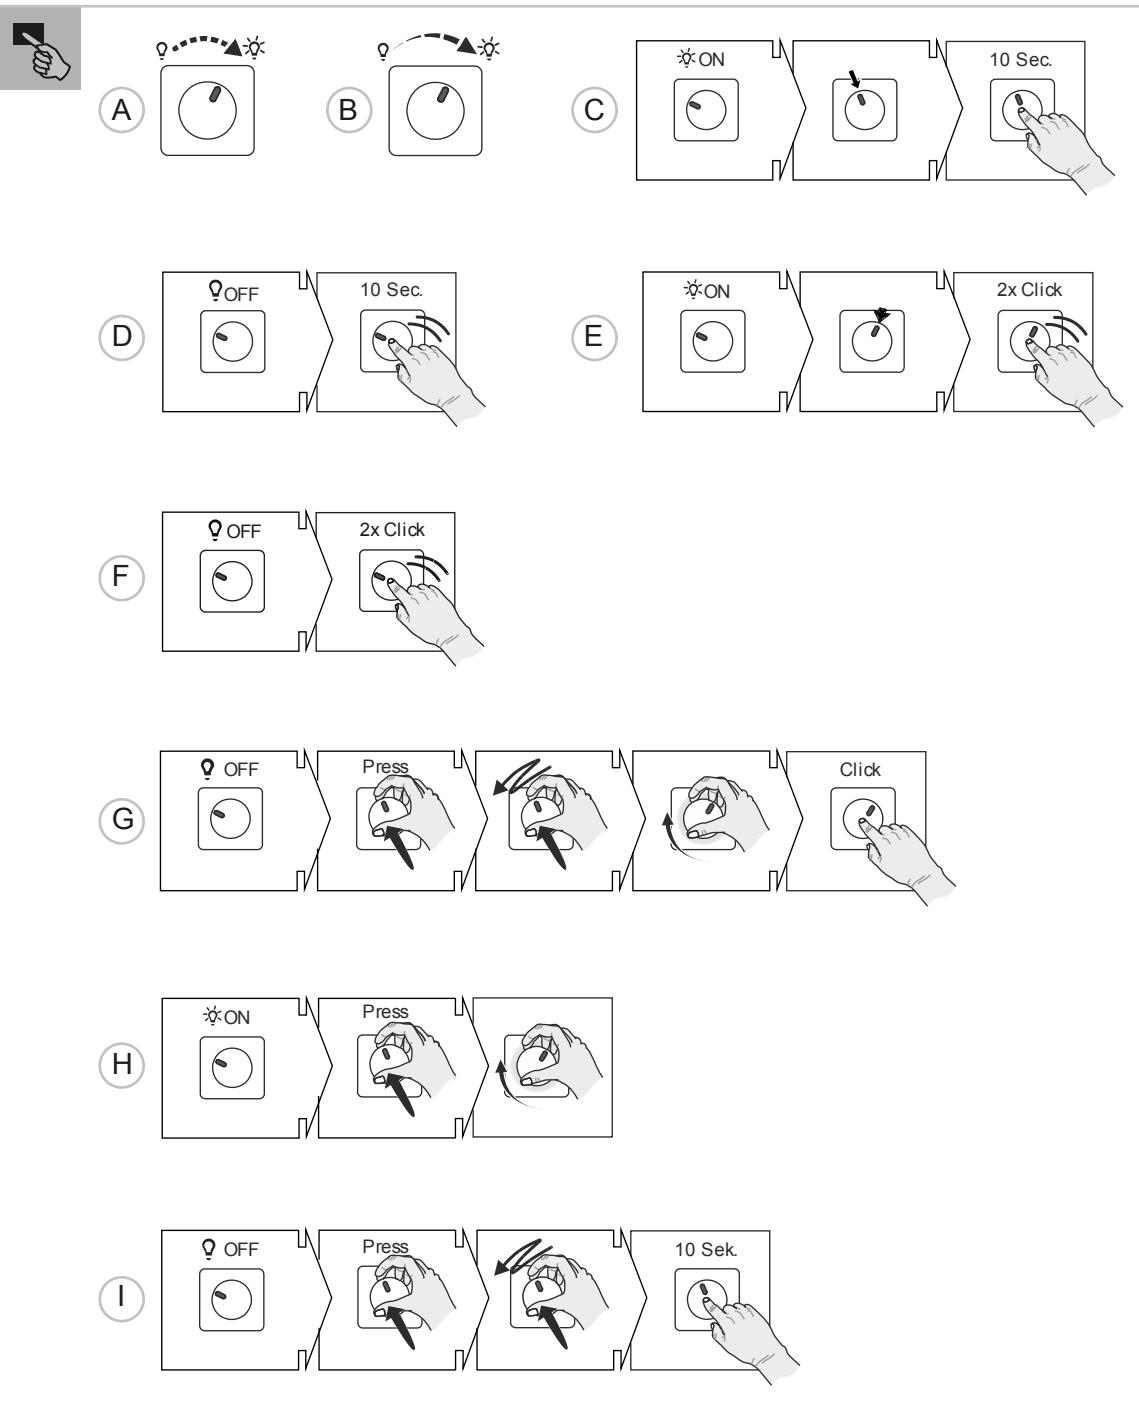 A
B
C
ON
10 Sec.
D
OFF
10 Sec.
E
ON
2x Click
F
OFF
2x Click
G
OFF
Press
Click
H
ON
Press
I
OFF
Press
10 Sek.